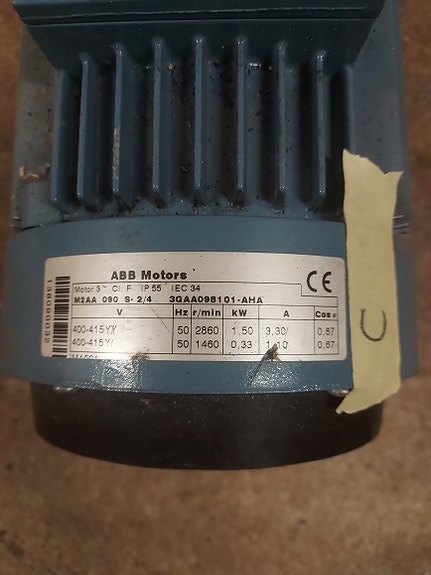 ABB Motors
CE
Motor 3~ Cl. F IP 55 IEC 34
M2AA 090 S-2/4 3GAA098101-AHA
V Hz r/min kW A Cos φ
400-415YY 50 2860 1,50 3,30/ 0,87
400-415Y/ 50 1460 0,33 1,10 0,67
138090032
U